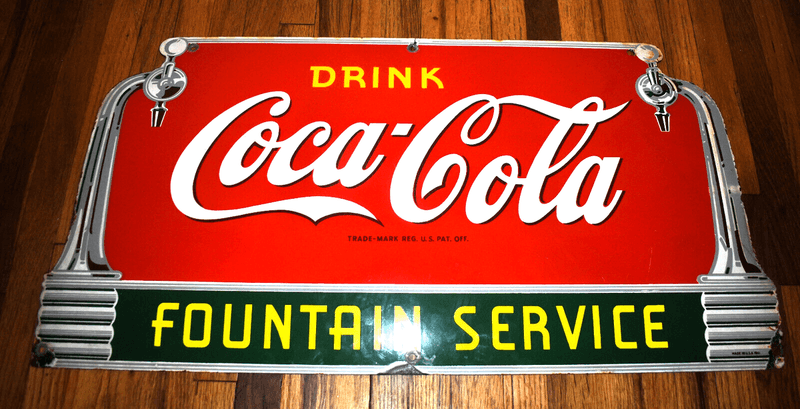 DRINK
Coca-Cola
TRADE-MARK REG. U.S. PAT. OFF.
FOUNTAIN SERVICE